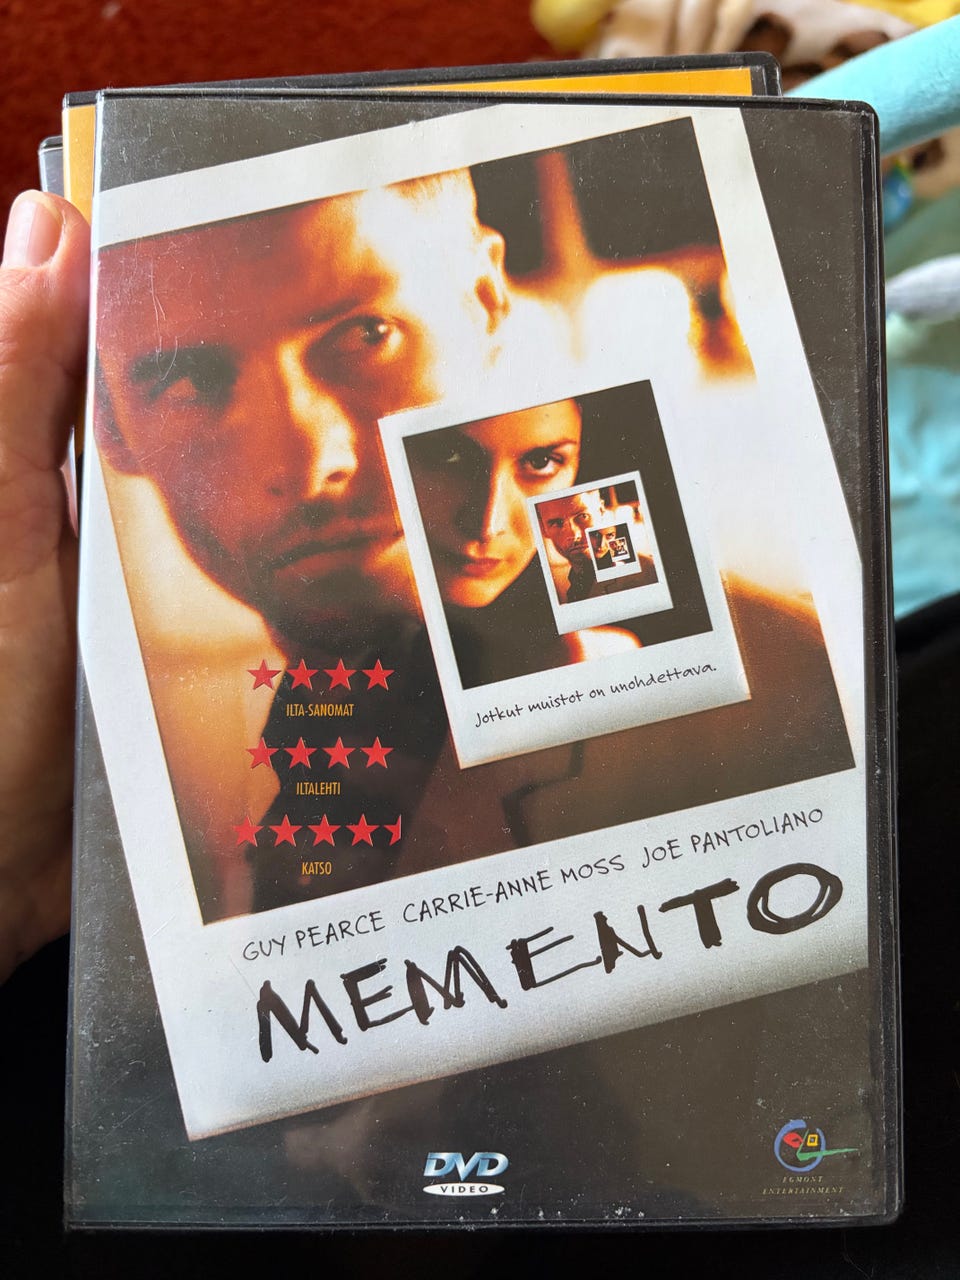 ★★★★
ILTA-SANOMAT
★★★★
ILTALEHTI
KATSO
Jotkut muistot on unohdettava.
GUY PEARCE CARRIE-ANNE MOSS JOE PANTOLIANO
MEMENTO
DVD
VIDEO
EGMONT
ENTERTAINMENT